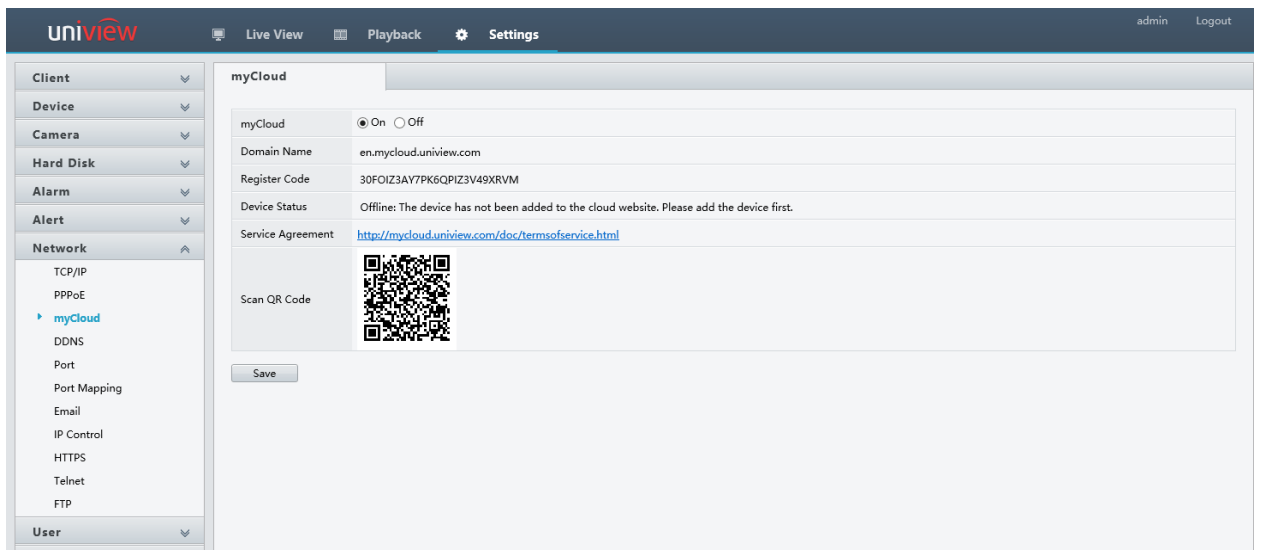 uniview
Live View
Playback
Settings
admin
Logout
Client
Device
Camera
Hard Disk
Alarm
Alert
Network
TCP/IP
PPPoE
myCloud
DDNS
Port
Port Mapping
Email
IP Control
HTTPS
Telnet
FTP
User
myCloud
myCloud On Off
Domain Name en.mycloud.uniview.com
Register Code 30FOIZ3AY7PK6QPIZ3V49XRVM
Device Status Offline: The device has not been added to the cloud website. Please add the device first.
Service Agreement http://mycloud.uniview.com/doc/termsofservice.html
Scan QR Code
Save